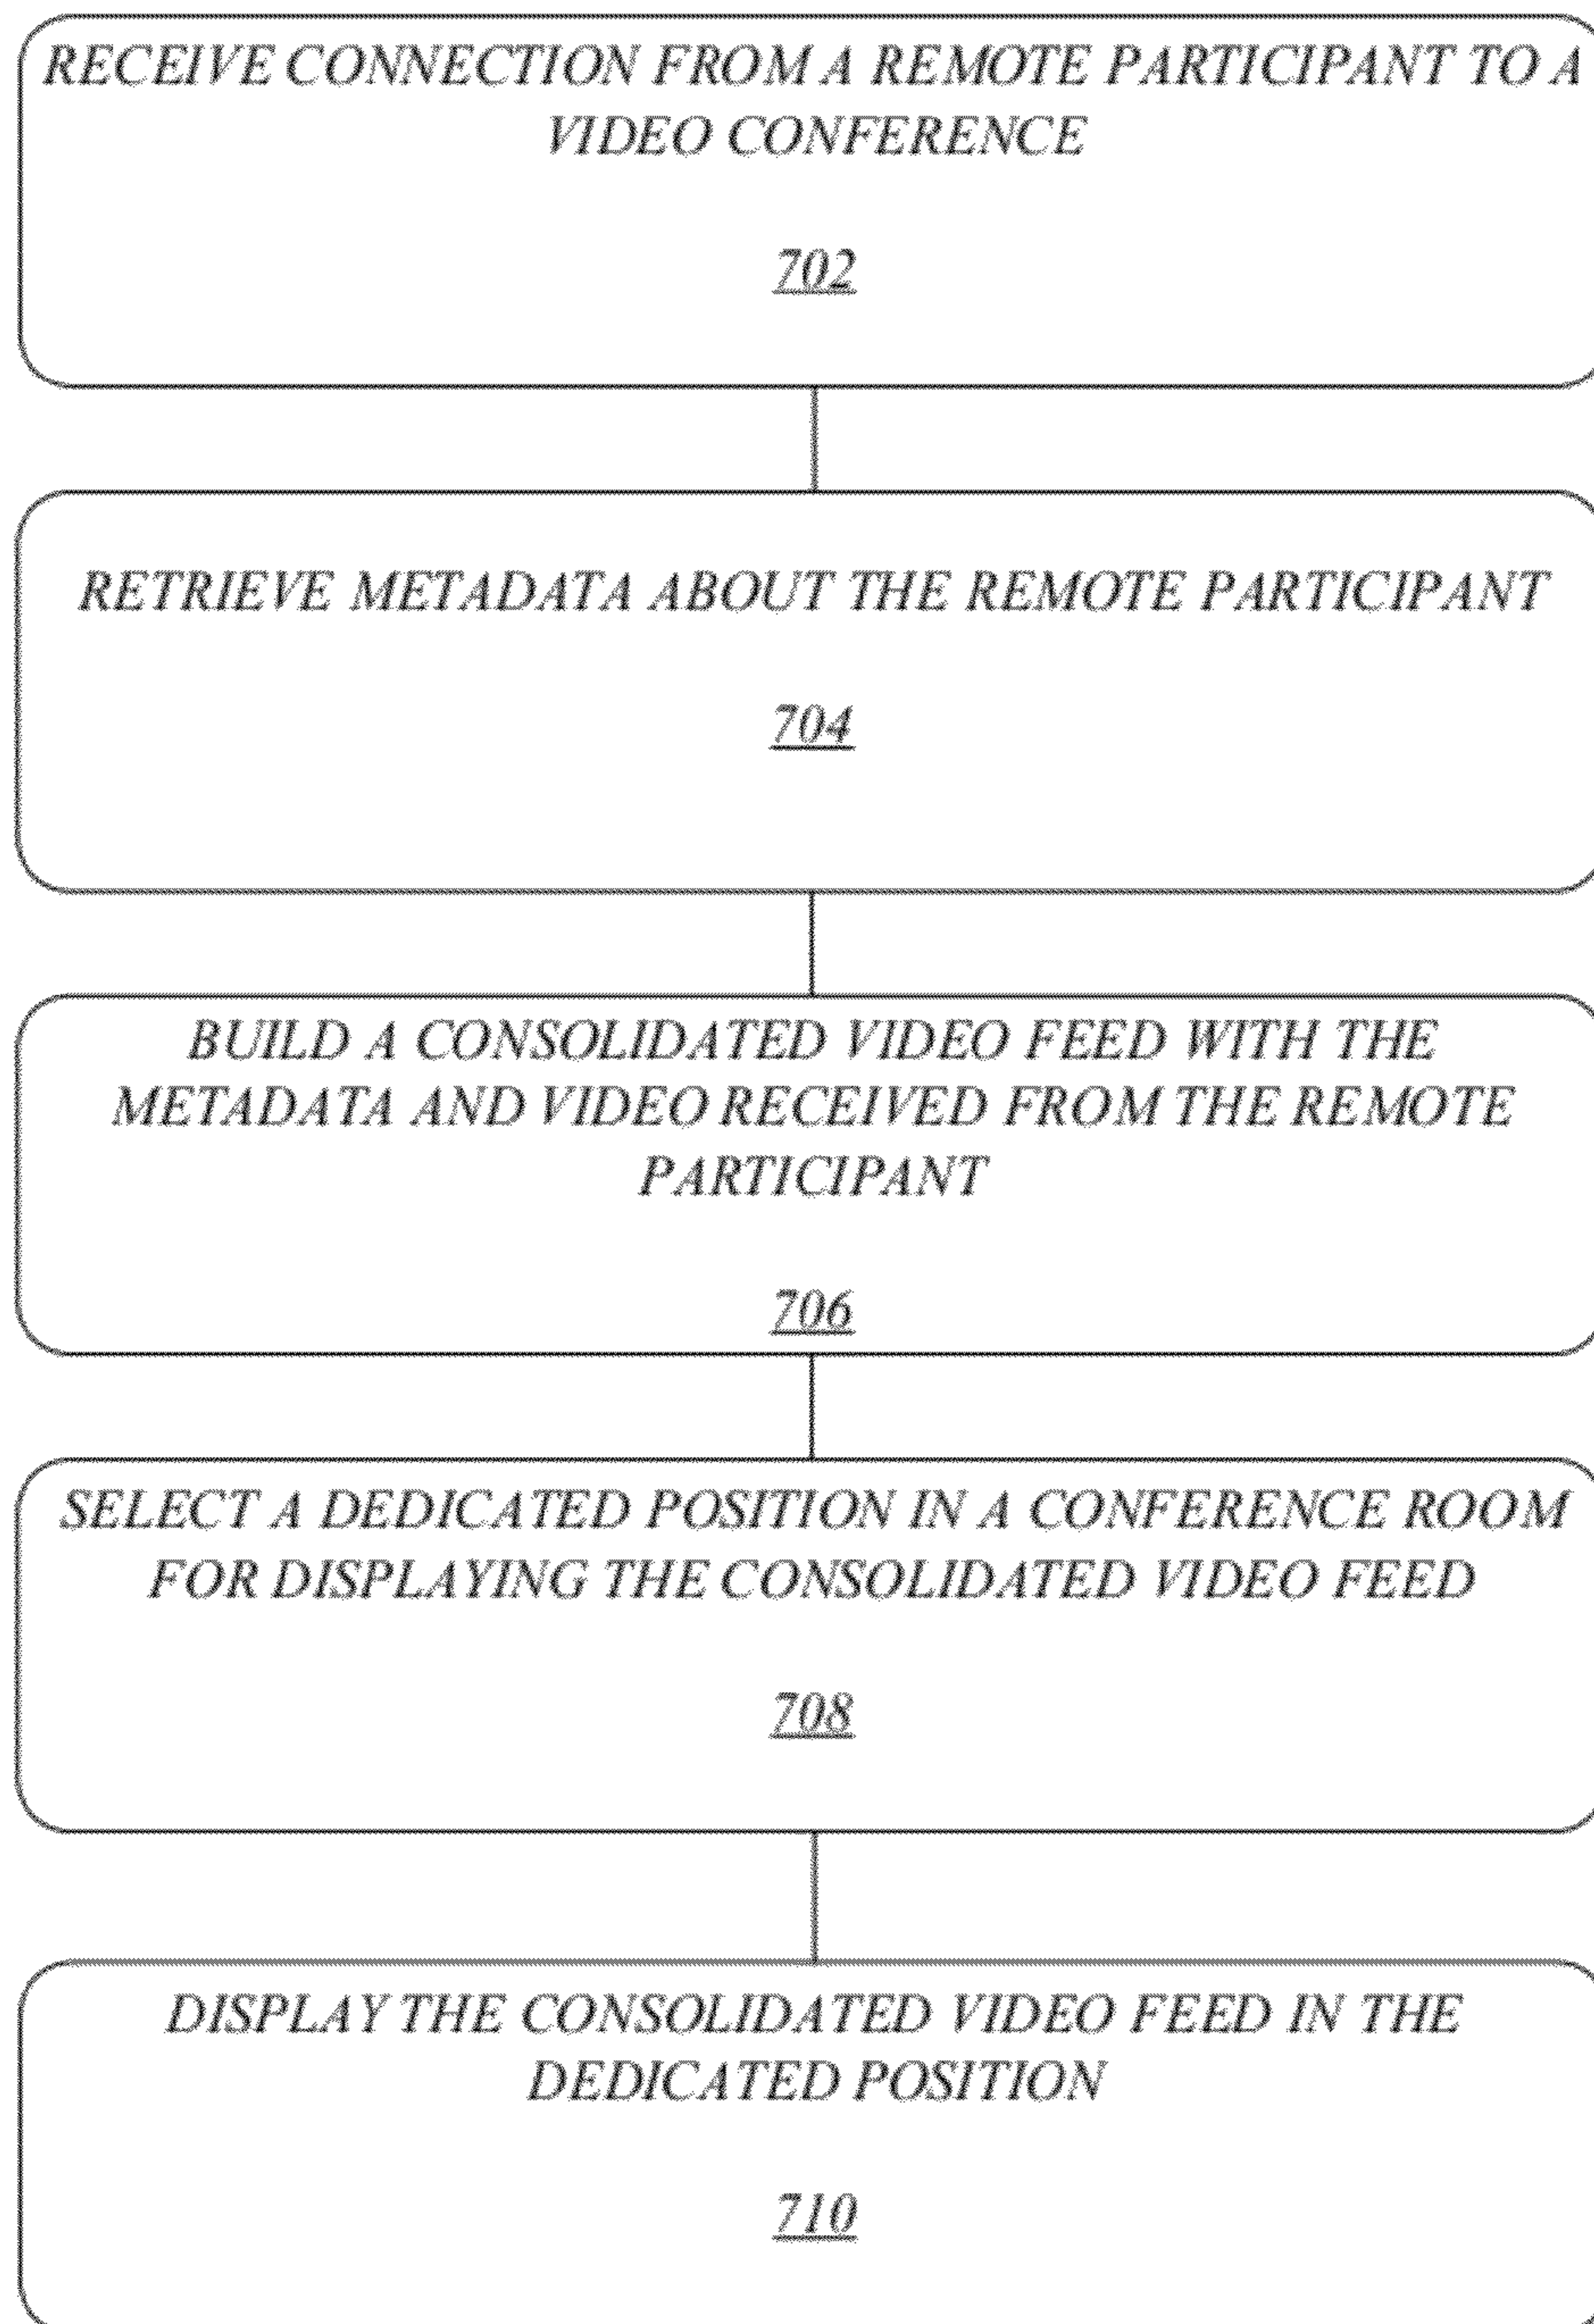 RECEIVE CONNECTION FROM A REMOTE PARTICIPANT TO A
VIDEO CONFERENCE
702
RETRIEVE METADATA ABOUT THE REMOTE PARTICIPANT
704
BUILD A CONSOLIDATED VIDEO FEED WITH THE
METADATA AND VIDEO RECEIVED FROM THE REMOTE
PARTICIPANT
706
SELECT A DEDICATED POSITION IN A CONFERENCE ROOM
FOR DISPLAYING THE CONSOLIDATED VIDEO FEED
708
DISPLAY THE CONSOLIDATED VIDEO FEED IN THE
DEDICATED POSITION
710